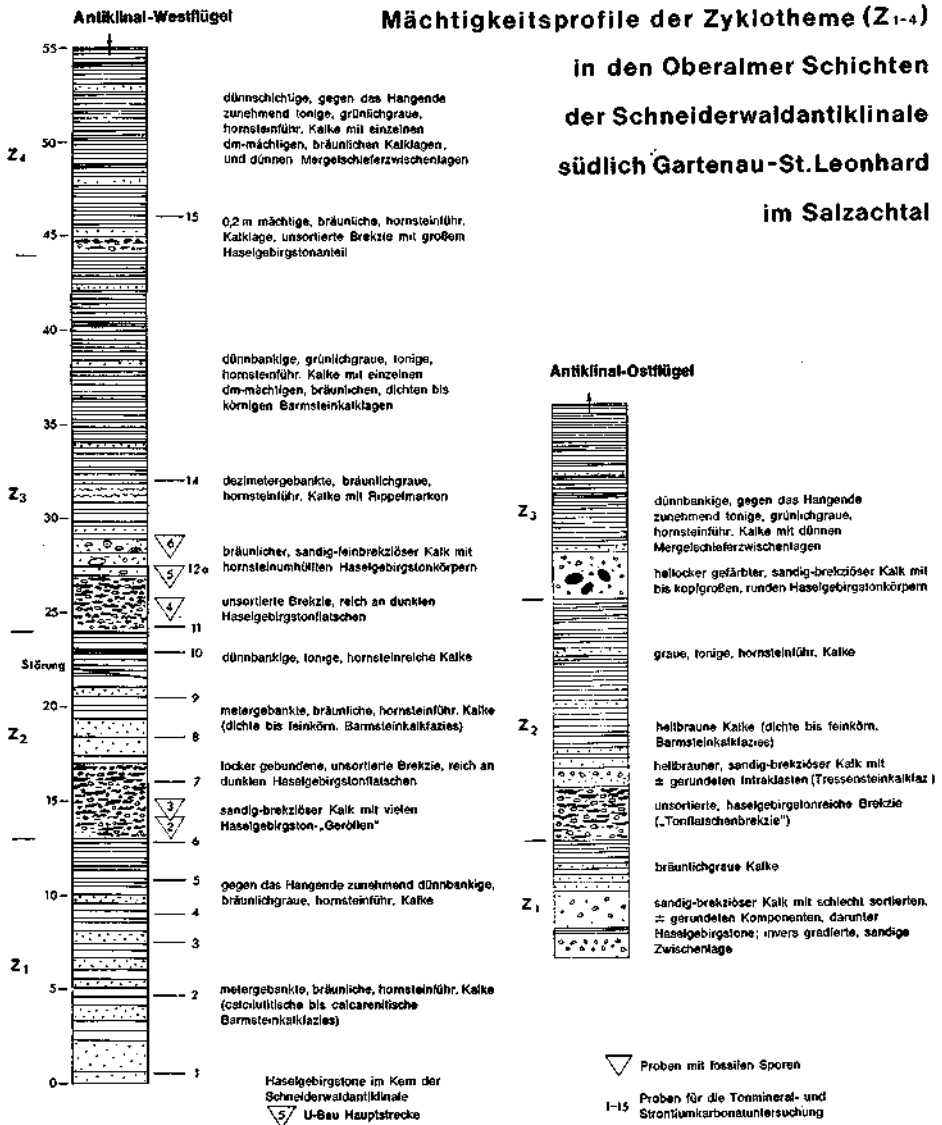 Antiklinal-Westflügel
Mächtigkeitsprofile der Zyklotheme (Z1-4)
in den Oberalmer Schichten
der Schneiderwaldantiklinale
südlich Gartenau-St.Leonhard
im Salzachtal
55
dünnschichtige, gegen das Hangende
zunehmend tonige, grünlichgraue,
hornsteinführ. Kalke mit einzelnen
dm-mächtigen, bräunlichen Kalklagen,
und dünnen Mergelschieferzwischenlagen
50
Z4
15
0,2 m mächtige, bräunliche, hornsteinführ.
Kalklage, unsortierte Brekzie mit großem
Haselgebirgstonanteil
45
40
dünnbankige, grünlichgraue, tonige,
hornsteinführ. Kalke mit einzelnen
dm-mächtigen, bräunlichen, dichten bis
körnigen Barmsteinkalklagen
35
14
dezimetergebankte, bräunlichgraue,
hornsteinführ. Kalke mit Rippelmarken
Z3
30
6
bräunlicher, sandig-feinbrekziöser Kalk mit
hornsteinumhüllten Haselgebirgstonkörpern
12a
5
4
unsortierte Brekzie, reich an dunklen
Haselgebirgstonflatschen
25
11
Störung
10
dünnbankige, tonige, hornsteinreiche Kalke
20
9
metergebankte, bräunliche, hornsteinführ. Kalke
(dichte bis feinkörn. Barmsteinkalkfazies)
8
Z2
7
locker gebundene, unsortierte Brekzie, reich an
dunklen Haselgebirgstonflatschen
15
3
2
sandig-brekziöser Kalk mit vielen
Haselgebirgston-„Geröllen"
6
5
gegen das Hangende zunehmend dünnbankige,
bräunlichgraue, hornsteinführ. Kalke
10
4
3
Z1
5
2
metergebankte, bräunliche, hornsteinführ. Kalke
(calcilutitische bis calcarenitische
Barmsteinkalkfazies)
0
1
Haselgebirgstone im Kern der
Schneiderwaldantiklinale
5 U-Bau Hauptstrecke
Antiklinal-Ostflügel
Z3
dünnbankige, gegen das Hangende
zunehmend tonige, grünlichgraue,
hornsteinführ. Kalke mit dünnen
Mergelschieferzwischenlagen
hellocker gefärbter, sandig-brekziöser Kalk mit
bis kopfgroßen, runden Haselgebirgstonkörpern
graue, tonige, hornsteinführ. Kalke
Z2
hellbraune Kalke (dichte bis feinkörn.
Barmsteinkalkfazies)
hellbrauner, sandig-brekziöser Kalk mit
± gerundeten Intraklasten (Tressensteinkalkfaz.)
unsortierte, haselgebirgstonreiche Brekzie
(„Tonflatschenbrekzie")
bräunlichgraue Kalke
Z1
sandig-brekziöser Kalk mit schlecht sortierten,
± gerundeten Komponenten, darunter
Haselgebirgstone; invers gradierte, sandige
Zwischenlage
Proben mit fossilen Sporen
1-15 Proben für die Tonmineral- und
Strontiumkarbonatuntersuchung